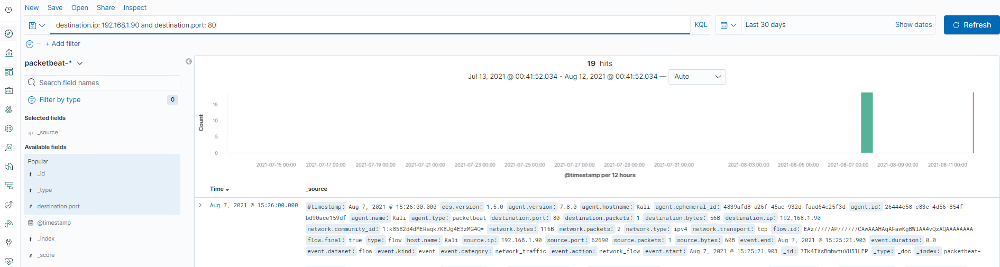 New Save Open Share Inspect
destination.ip: 192.168.1.90 and destination.port: 80
KQL
Last 30 days
Show dates
Refresh
+ Add filter
packetbeat-*
Search field names
Filter by type
0
Selected fields
_source
Available fields
Popular
t _id
t _type
# destination.port
@timestamp
t _index
t _score
19 hits
Jul 13, 2021 @ 00:41:52.034 - Aug 12, 2021 @ 00:41:52.034 — Auto
Count
15
10
5
0
2021-07-15 00:00 2021-07-17 00:00 2021-07-19 00:00 2021-07-21 00:00 2021-07-23 00:00 2021-07-25 00:00 2021-07-27 00:00 2021-07-29 00:00 2021-07-31 00:00 2021-08-03 00:00 2021-08-05 00:00 2021-08-07 00:00 2021-08-09 00:00 2021-08-11 00:00
@timestamp per 12 hours
Time _source
Aug 7, 2021 @ 15:26:00.000
@timestamp: Aug 7, 2021 @ 15:26:00.000 ecs.version: 1.5.0 agent.version: 7.8.0 agent.hostname: Kali agent.ephemeral_id: 4839afd8-a26f-45ac-932d-faad64c25f3d agent.id: 26444e58-c83e-4d56-854f-
bd90ace159df agent.name: Kali agent.type: packetbeat destination.port: 80 destination.packets: 1 destination.bytes: 56B destination.ip: 192.168.1.90
network.community_id: 1:k8582d4dMERaqk7K8Jg4E3zMG4Q= network.bytes: 116B network.packets: 2 network.type: ipv4 network.transport: tcp flow.id: EAz/////AP//////CAwAAAHAqAFawKgBWlAA4vQzAQAAAAAAAA
flow.final: true type: flow host.name: Kali source.ip: 192.168.1.90 source.port: 62690 source.packets: 1 source.bytes: 60B event.end: Aug 7, 2021 @ 15:25:21.903 event.duration: 0.0
event.dataset: flow event.kind: event event.category: network_traffic event.action: network_flow event.start: Aug 7, 2021 @ 15:25:21.903 _id: 7Tk4IXsBmbwtuVU5lLEP _type: _doc _index: packetbeat-